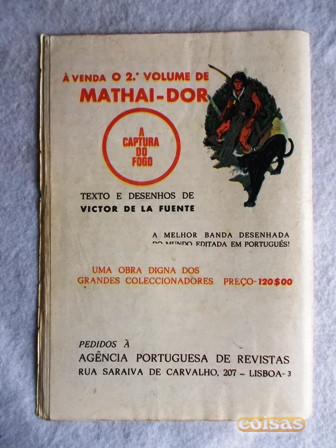 À VENDA O 2.º VOLUME DE
MATHAI-DOR
A
CAPTURA
DO
FOGO
TEXTO E DESENHOS DE
VICTOR DE LA FUENTE
A MELHOR BANDA DESENHADA
DO MUNDO EDITADA EM PORTUGUÊS!
UMA OBRA DIGNA DOS
GRANDES COLECCIONADORES PREÇO-120$00
PEDIDOS À
AGÊNCIA PORTUGUESA DE REVISTAS
RUA SARAIVA DE CARVALHO, 207 — LISBOA-3
coisas